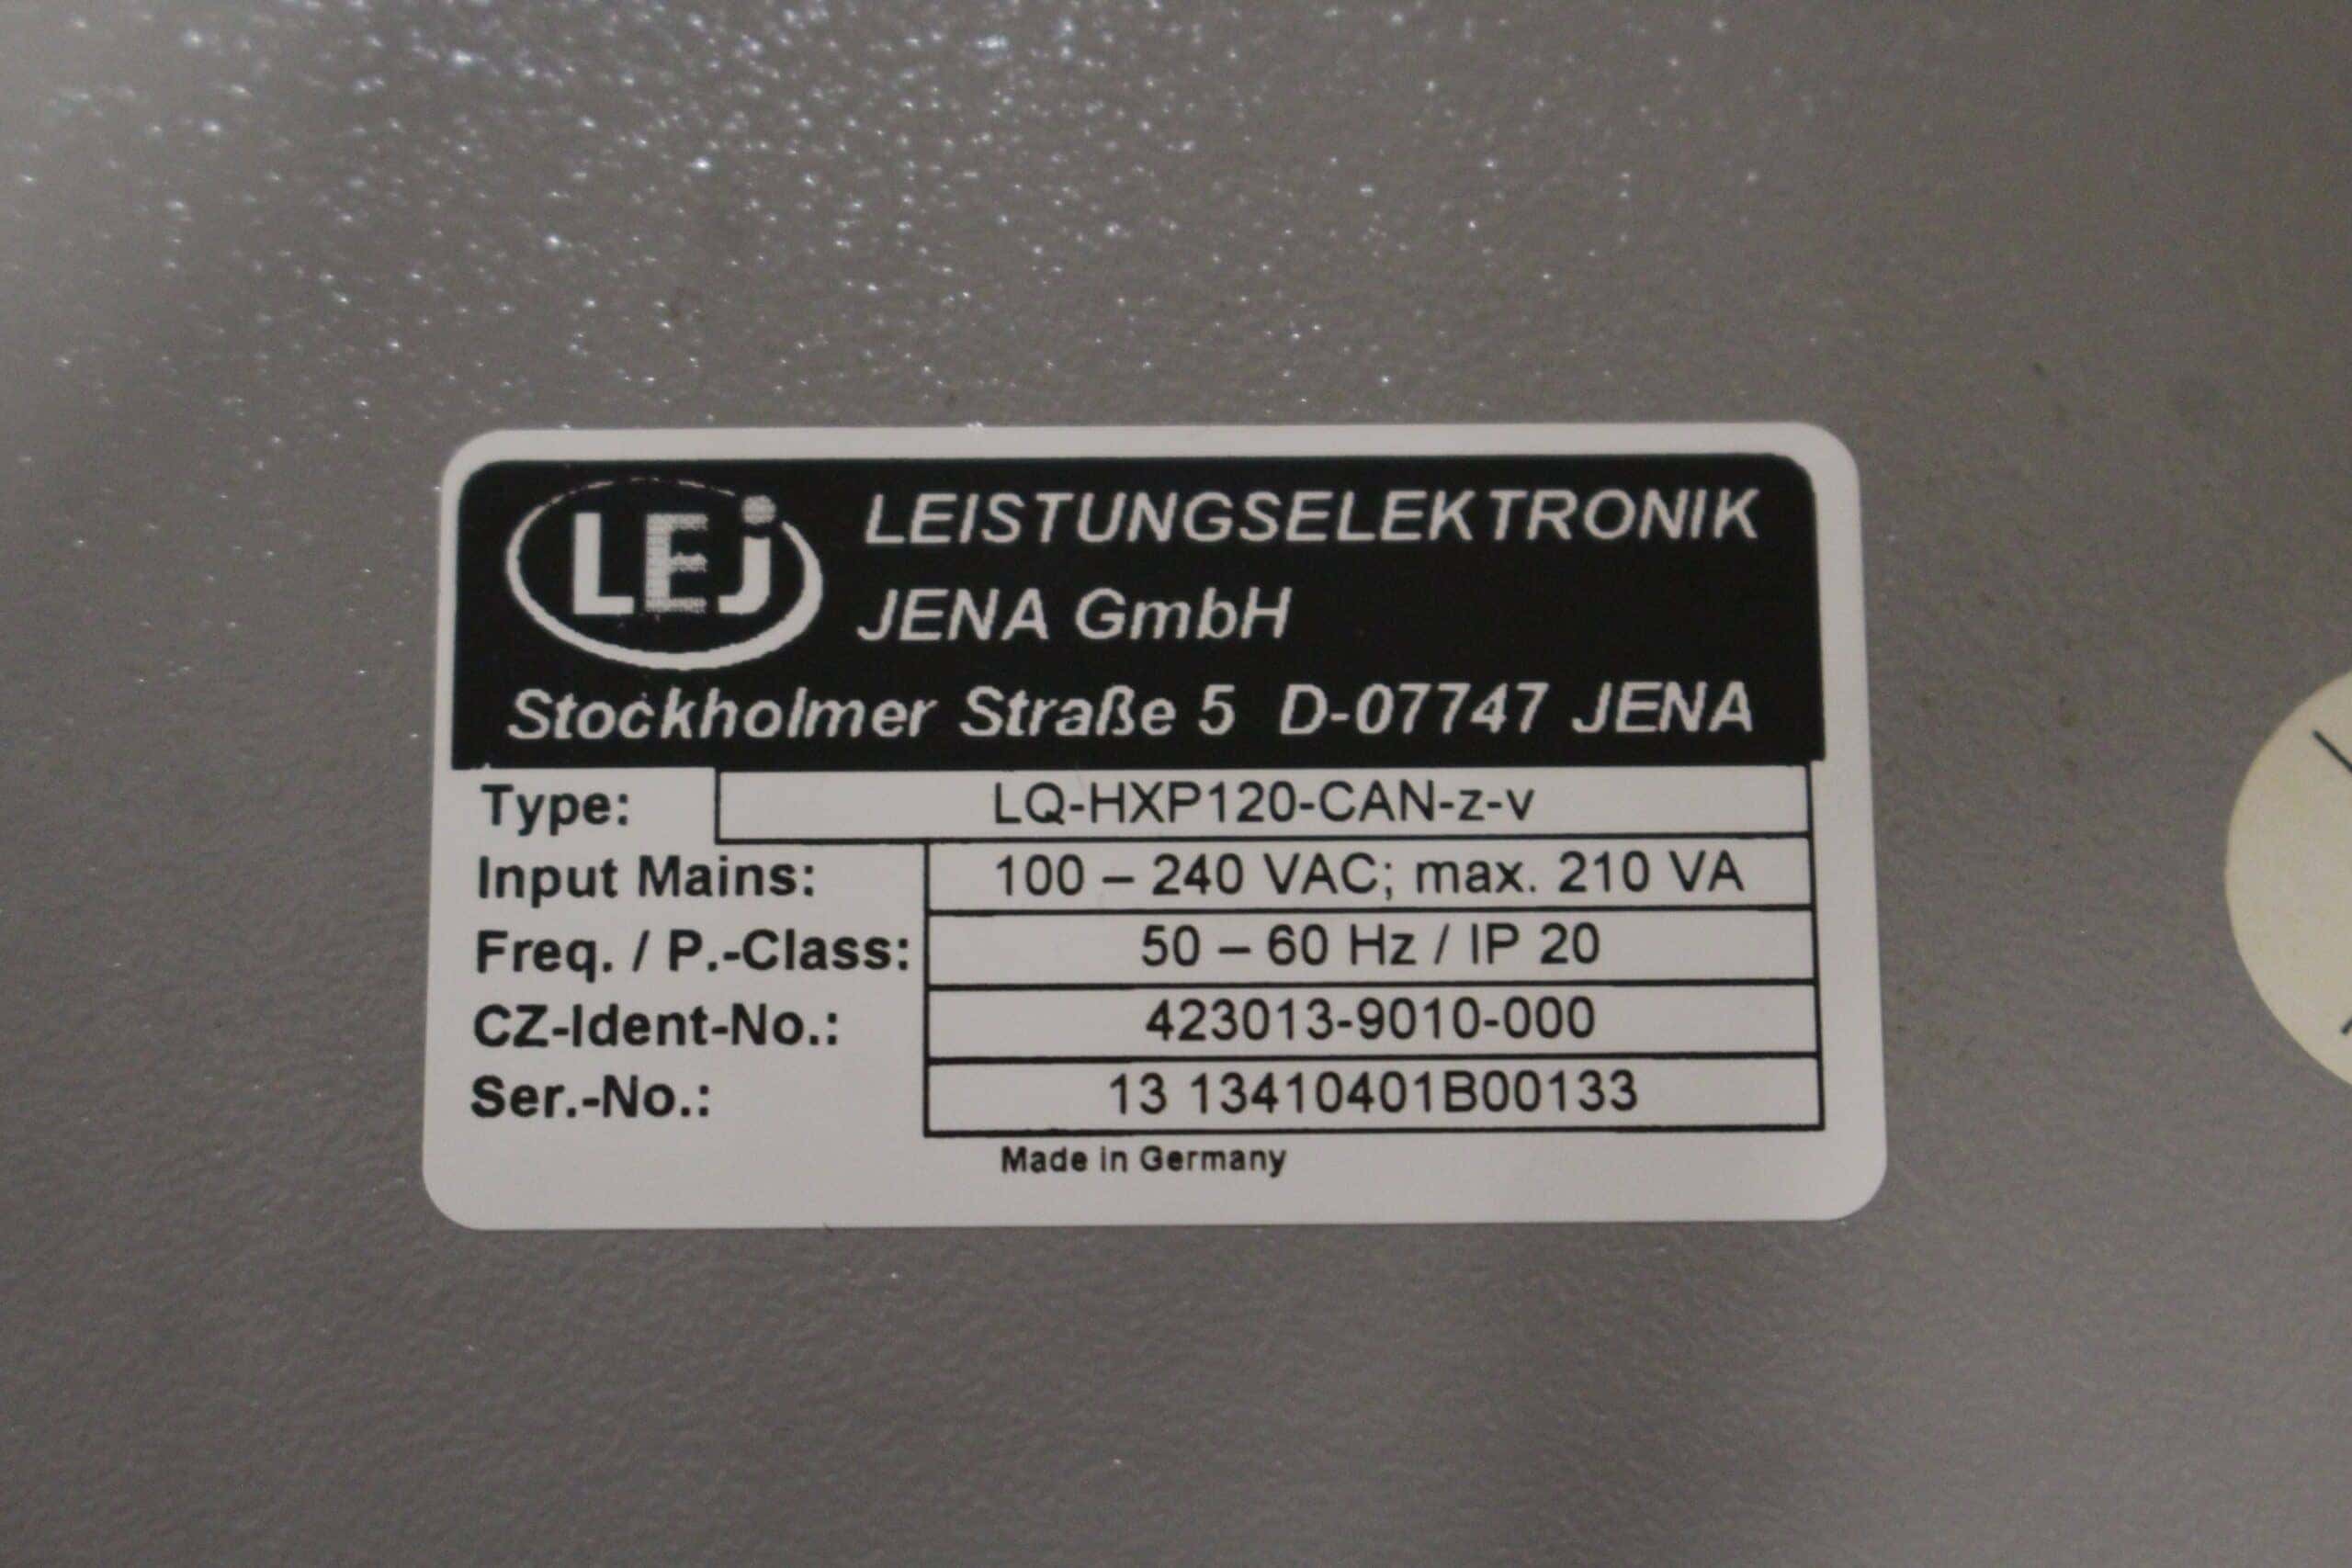 LEJ LEISTUNGSELEKTRONIK
JENA GmbH
Stockholmer Straße 5 D-07747 JENA
Type: LQ-HXP120-CAN-z-v
Input Mains: 100 – 240 VAC; max. 210 VA
Freq. / P.-Class: 50 – 60 Hz / IP 20
CZ-Ident-No.: 423013-9010-000
Ser.-No.: 13 13410401B00133
Made in Germany